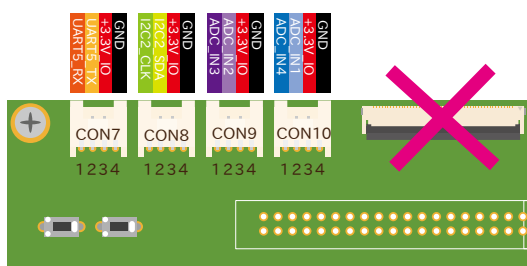 UART5_RX
UART5_TX
+3.3V_IO
GND
I2C2_CLK
I2C2_SDA
+3.3V_IO
GND
ADC_IN3
ADC_IN2
+3.3V_IO
GND
ADC_IN4
ADC_IN1
+3.3V_IO
GND
CON7 CON8 CON9 CON10
1234 1234 1234 1234